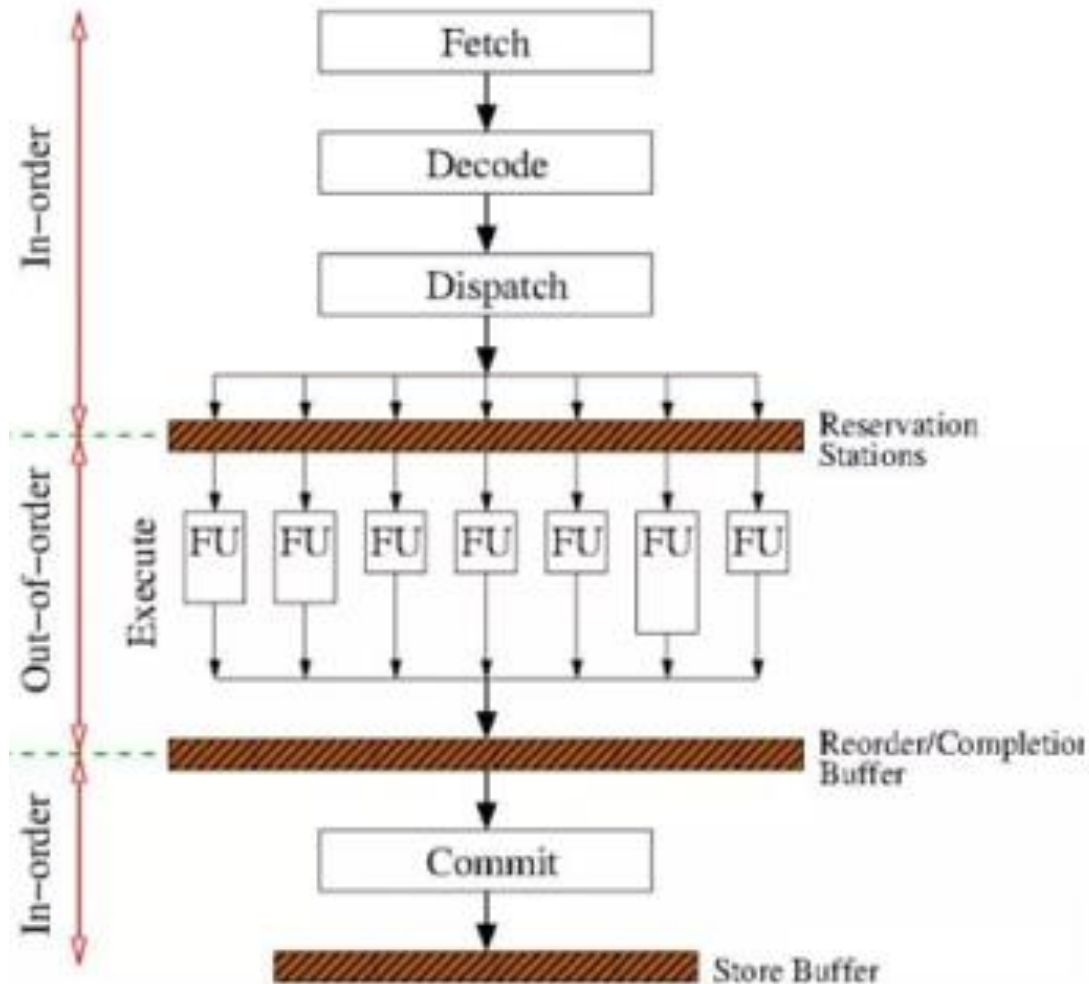 Fetch
Decode
Dispatch
In-order
Reservation
Stations
Out-of-order
Execute
FU
FU
FU
FU
FU
FU
FU
Reorder/Completion
Buffer
In-order
Commit
Store Buffer